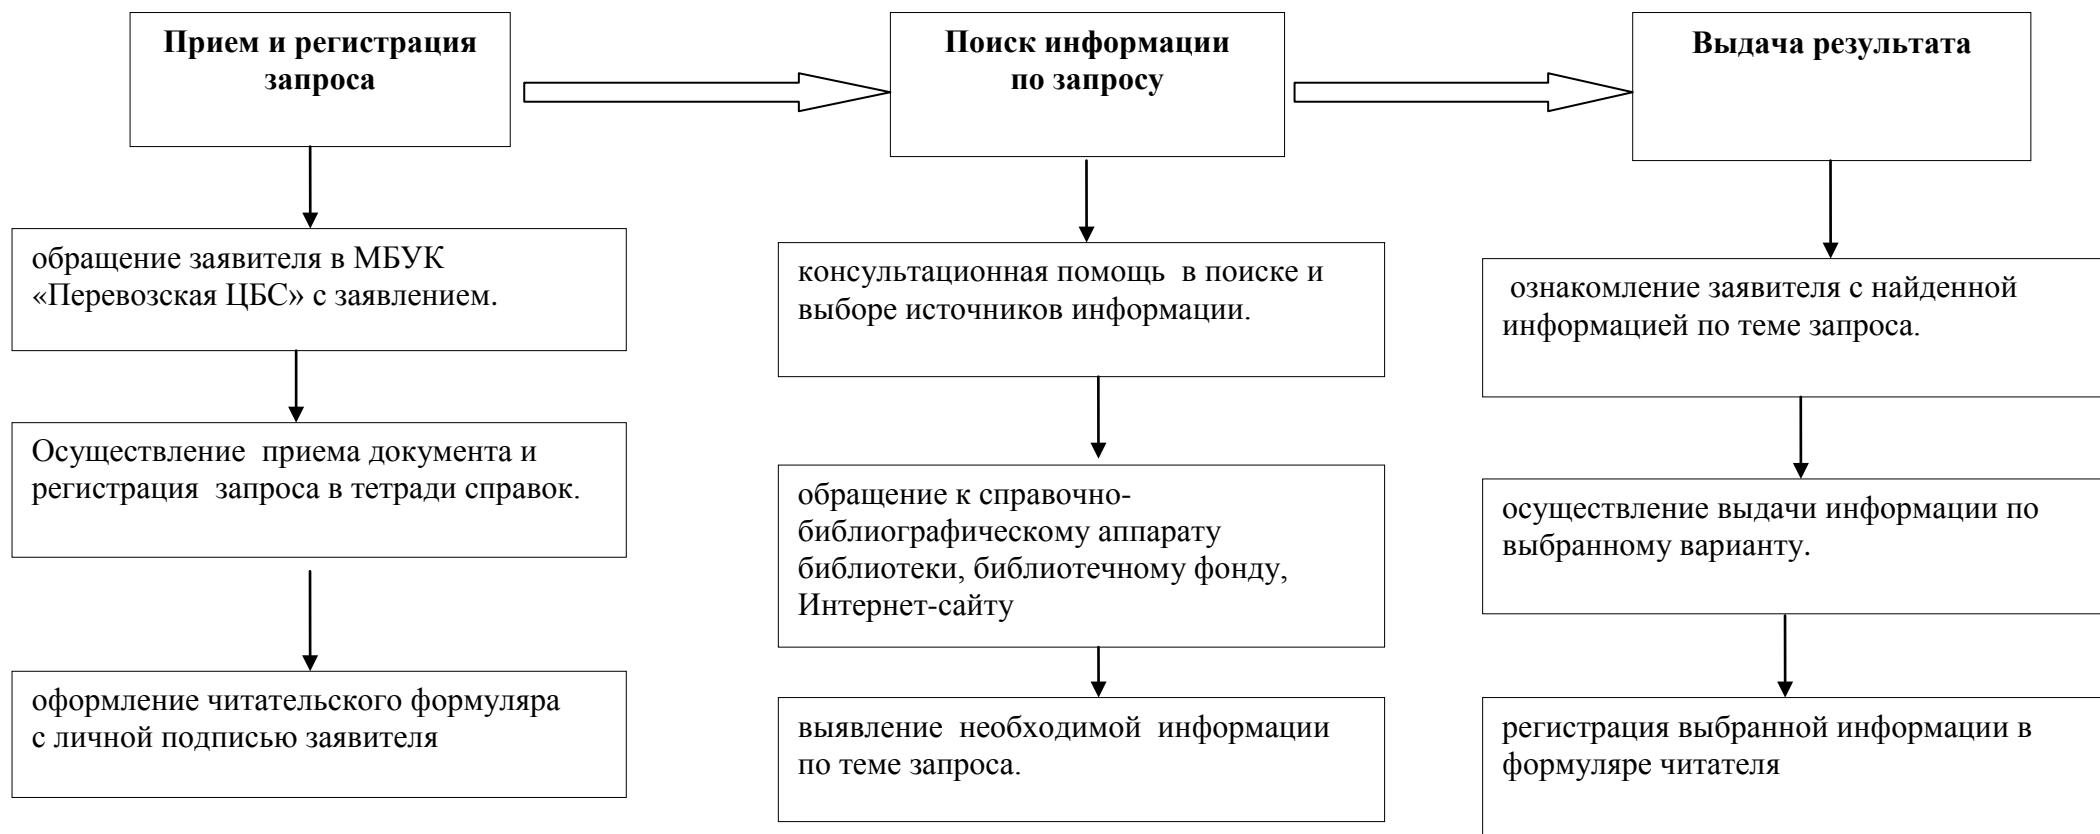 Прием и регистрация
запроса
обращение заявителя в МБУК
«Перевозская ЦБС» с заявлением.
Осуществление приема документа и
регистрация запроса в тетради справок.
оформление читательского формуляра
с личной подписью заявителя
Поиск информации
по запросу
консультационная помощь в поиске и
выборе источников информации.
обращение к справочно-
библиографическому аппарату
библиотеки, библиотечному фонду,
Интернет-сайту
выявление необходимой информации
по теме запроса.
Выдача результата
ознакомление заявителя с найденной
информацией по теме запроса.
осуществление выдачи информации по
выбранному варианту.
регистрация выбранной информации в
формуляре читателя